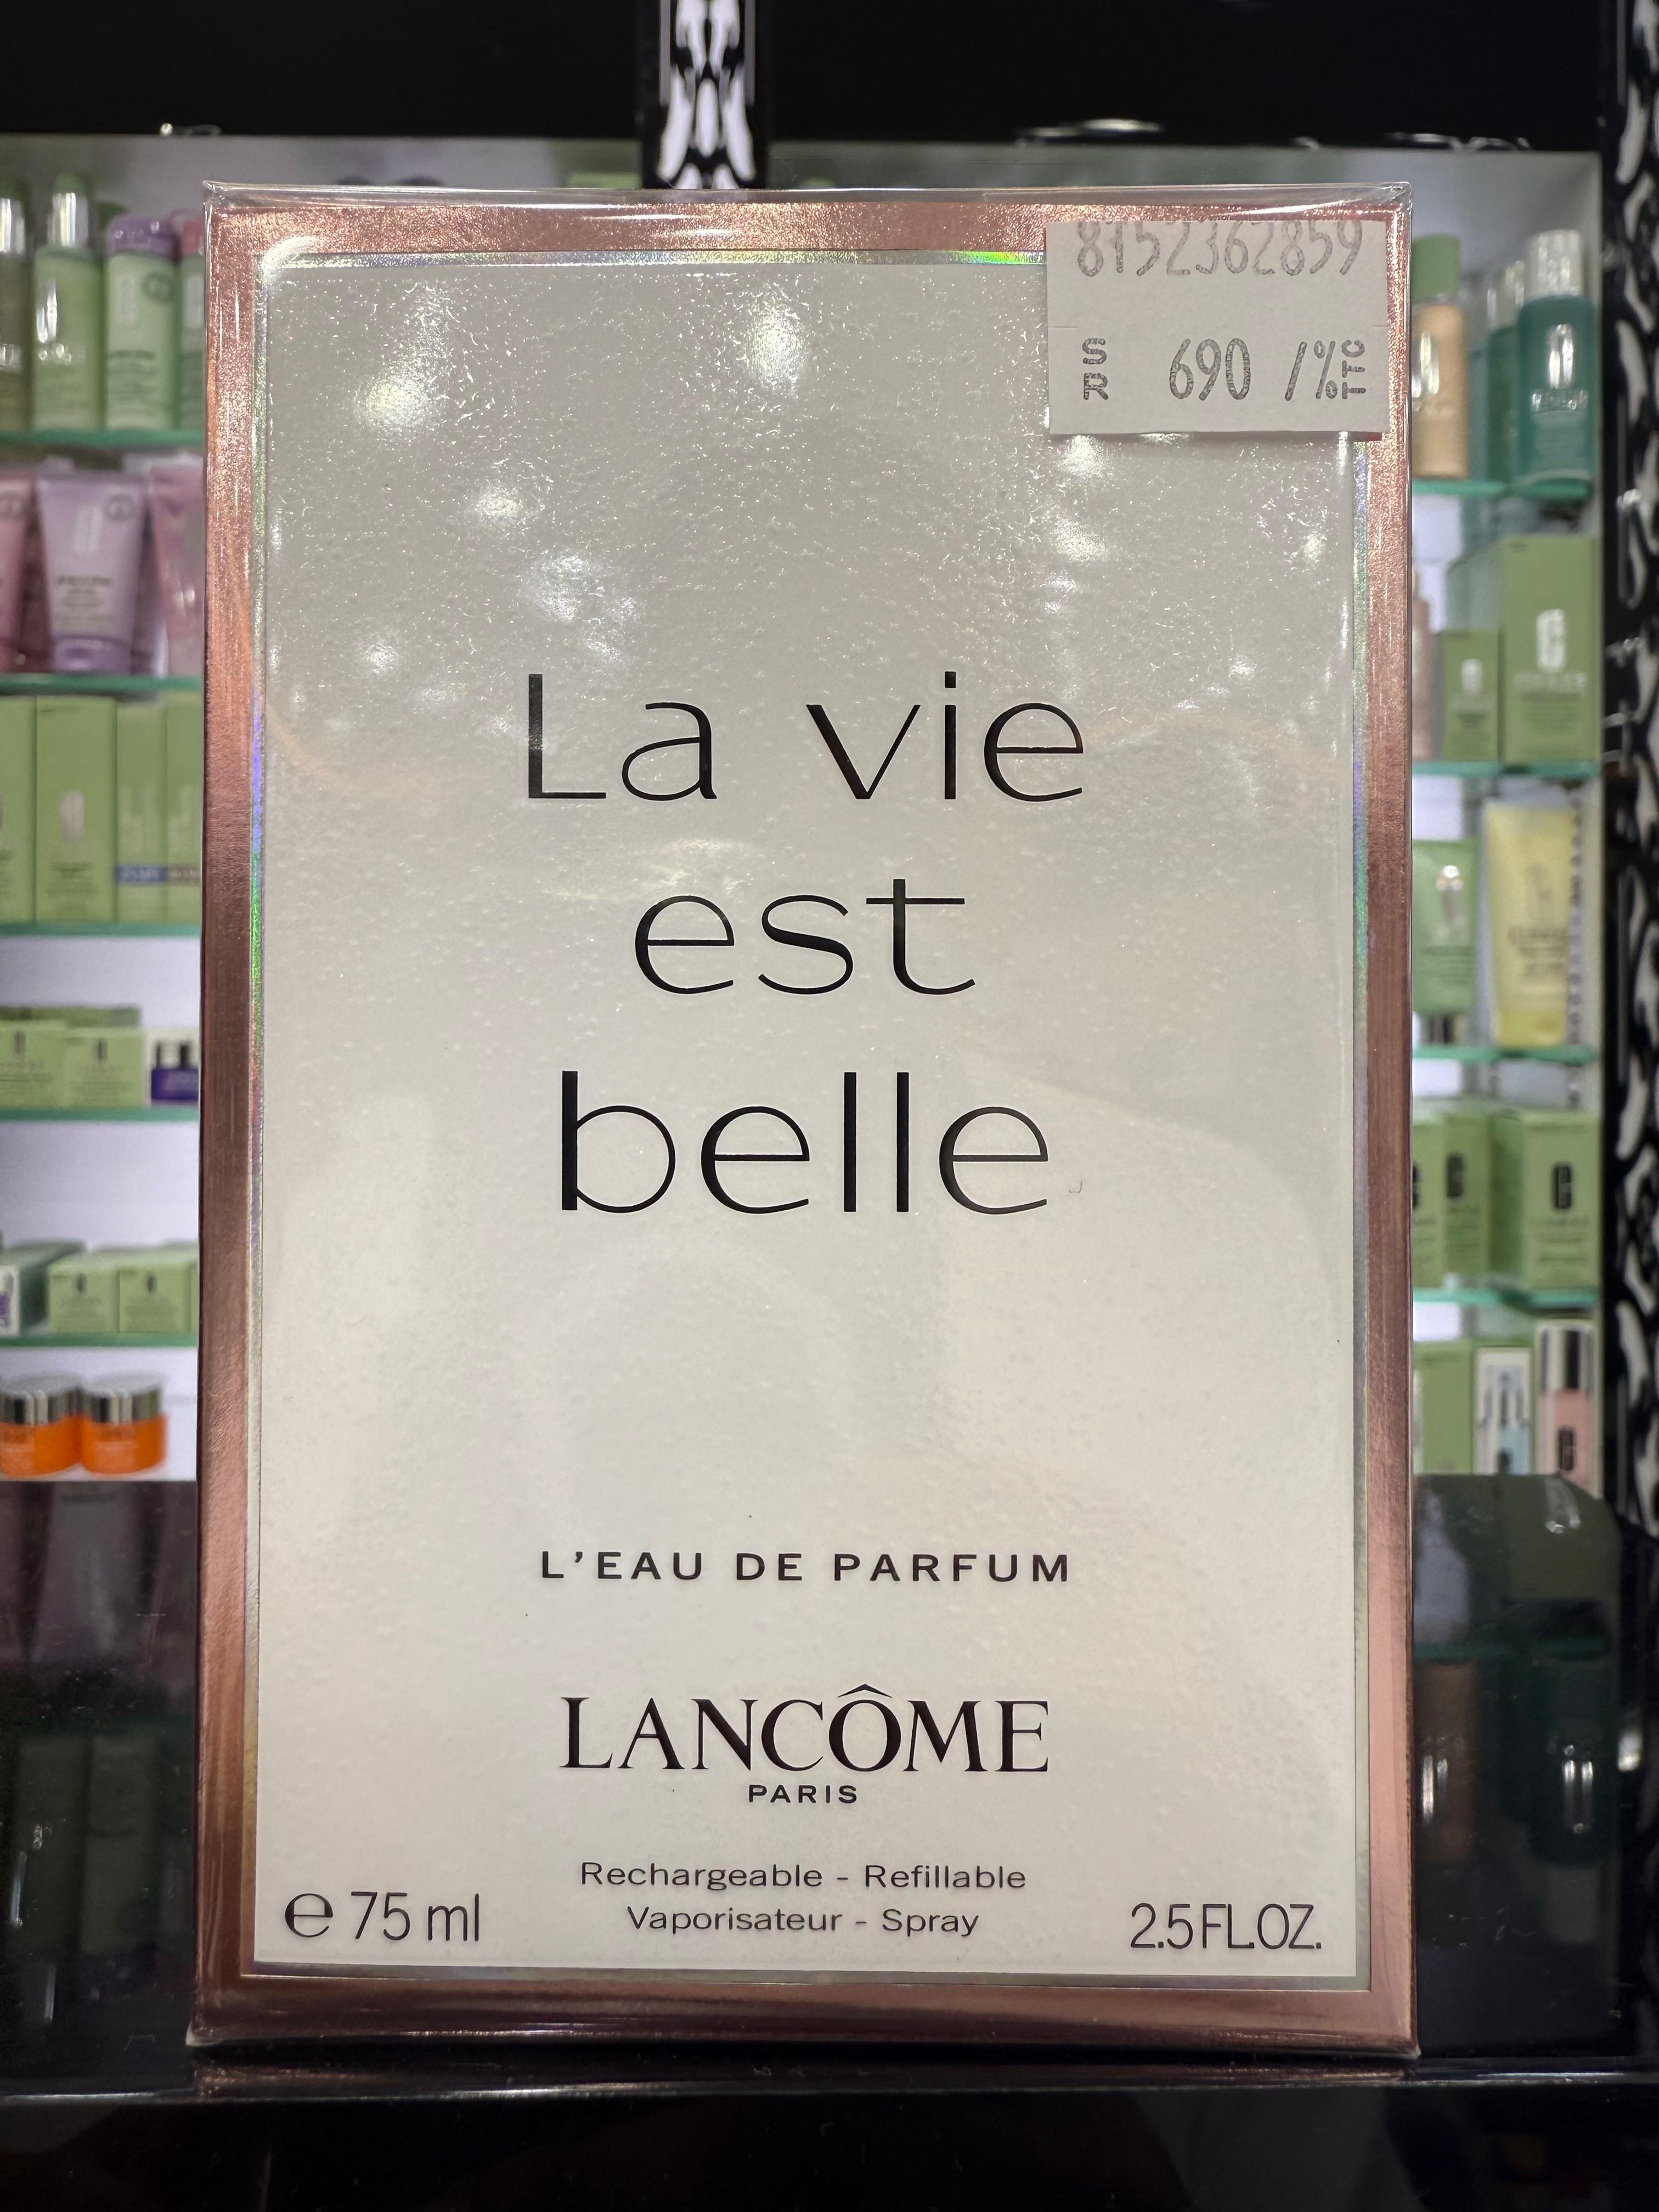 8152362859
SR 690 /% TTC
La vie
est
belle
L'EAU DE PARFUM
LANCÔME
PARIS
Rechargeable - Refillable
Vaporisateur - Spray
℮ 75 ml
2.5 FL.OZ.